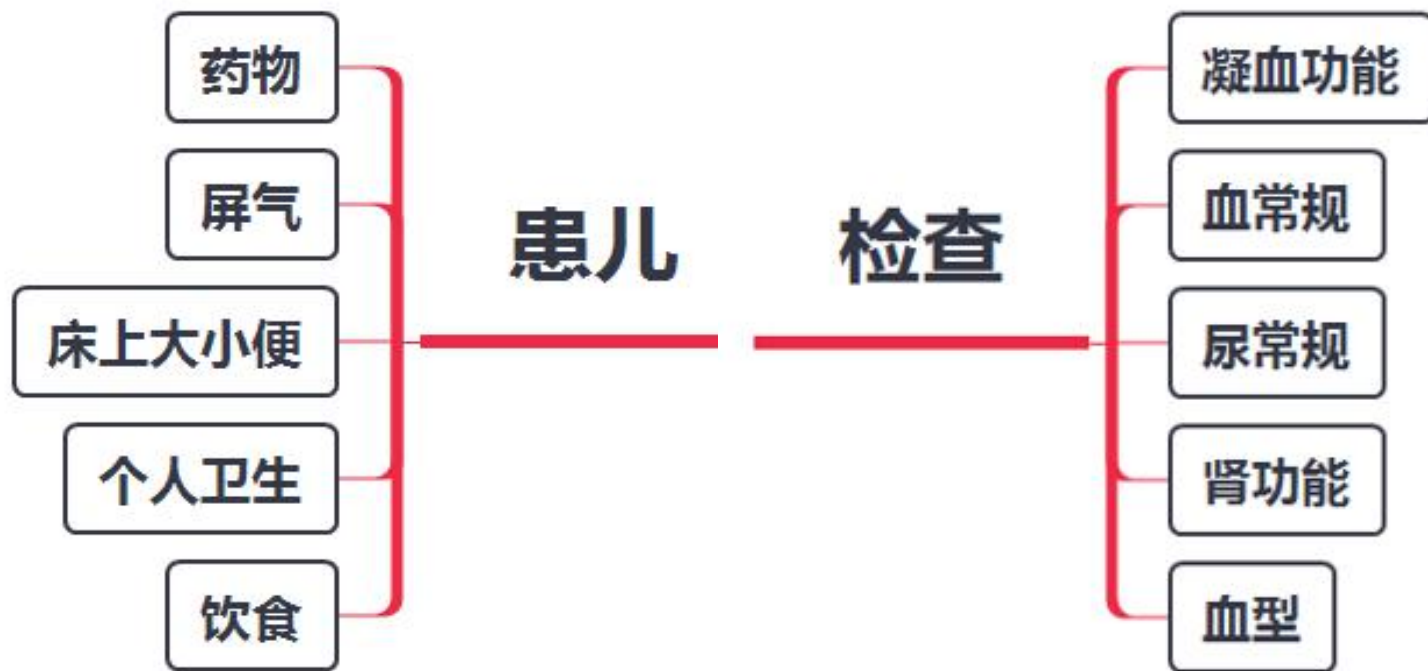 患儿
药物
屏气
床上大小便
个人卫生
饮食
检查
凝血功能
血常规
尿常规
肾功能
血型